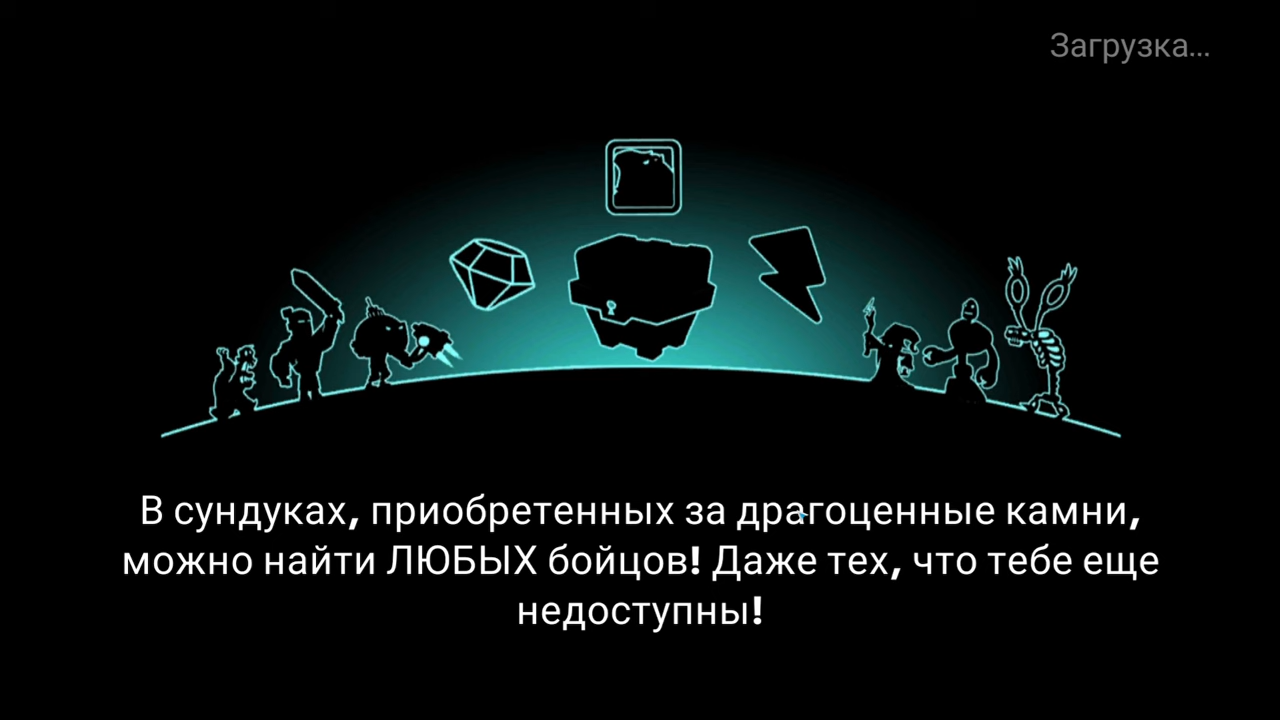 Загрузка...
В сундуках, приобретенных за драгоценные камни,
можно найти ЛЮБЫХ бойцов! Даже тех, что тебе еще
недоступны!